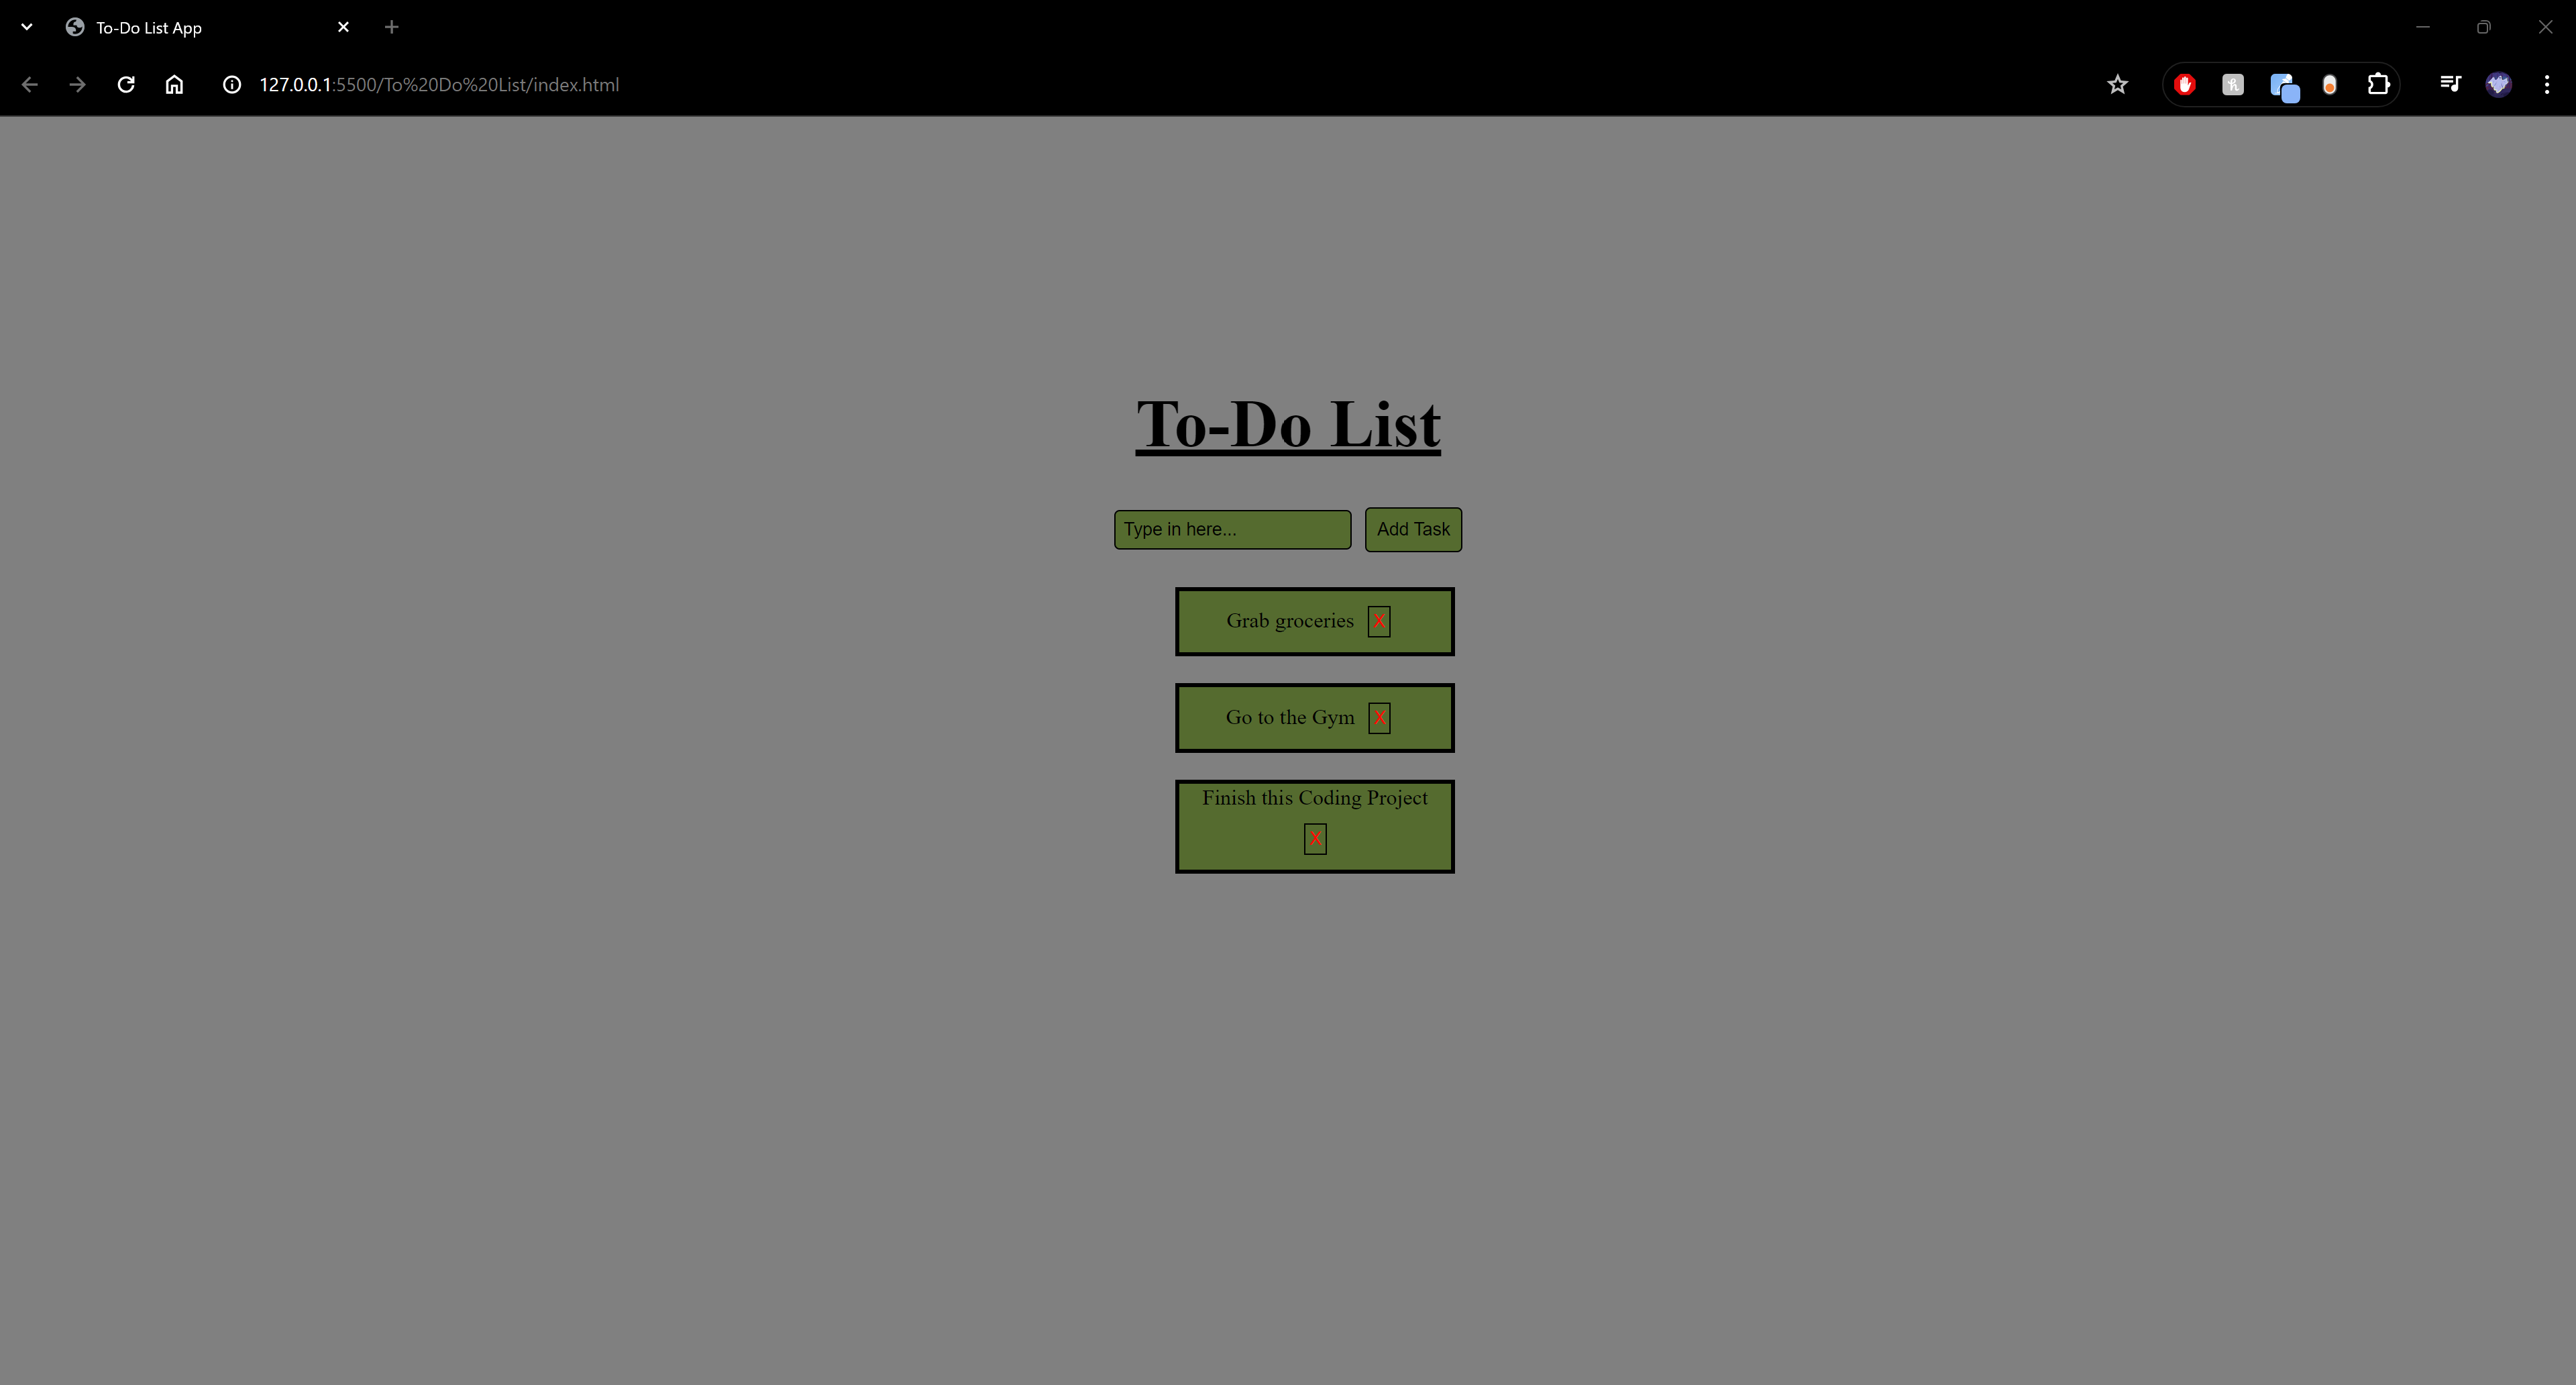 To-Do List App
127.0.0.1:5500/To%20Do%20List/index.html
To-Do List
Type in here...
Add Task
Grab groceries X
Go to the Gym X
Finish this Coding Project
X